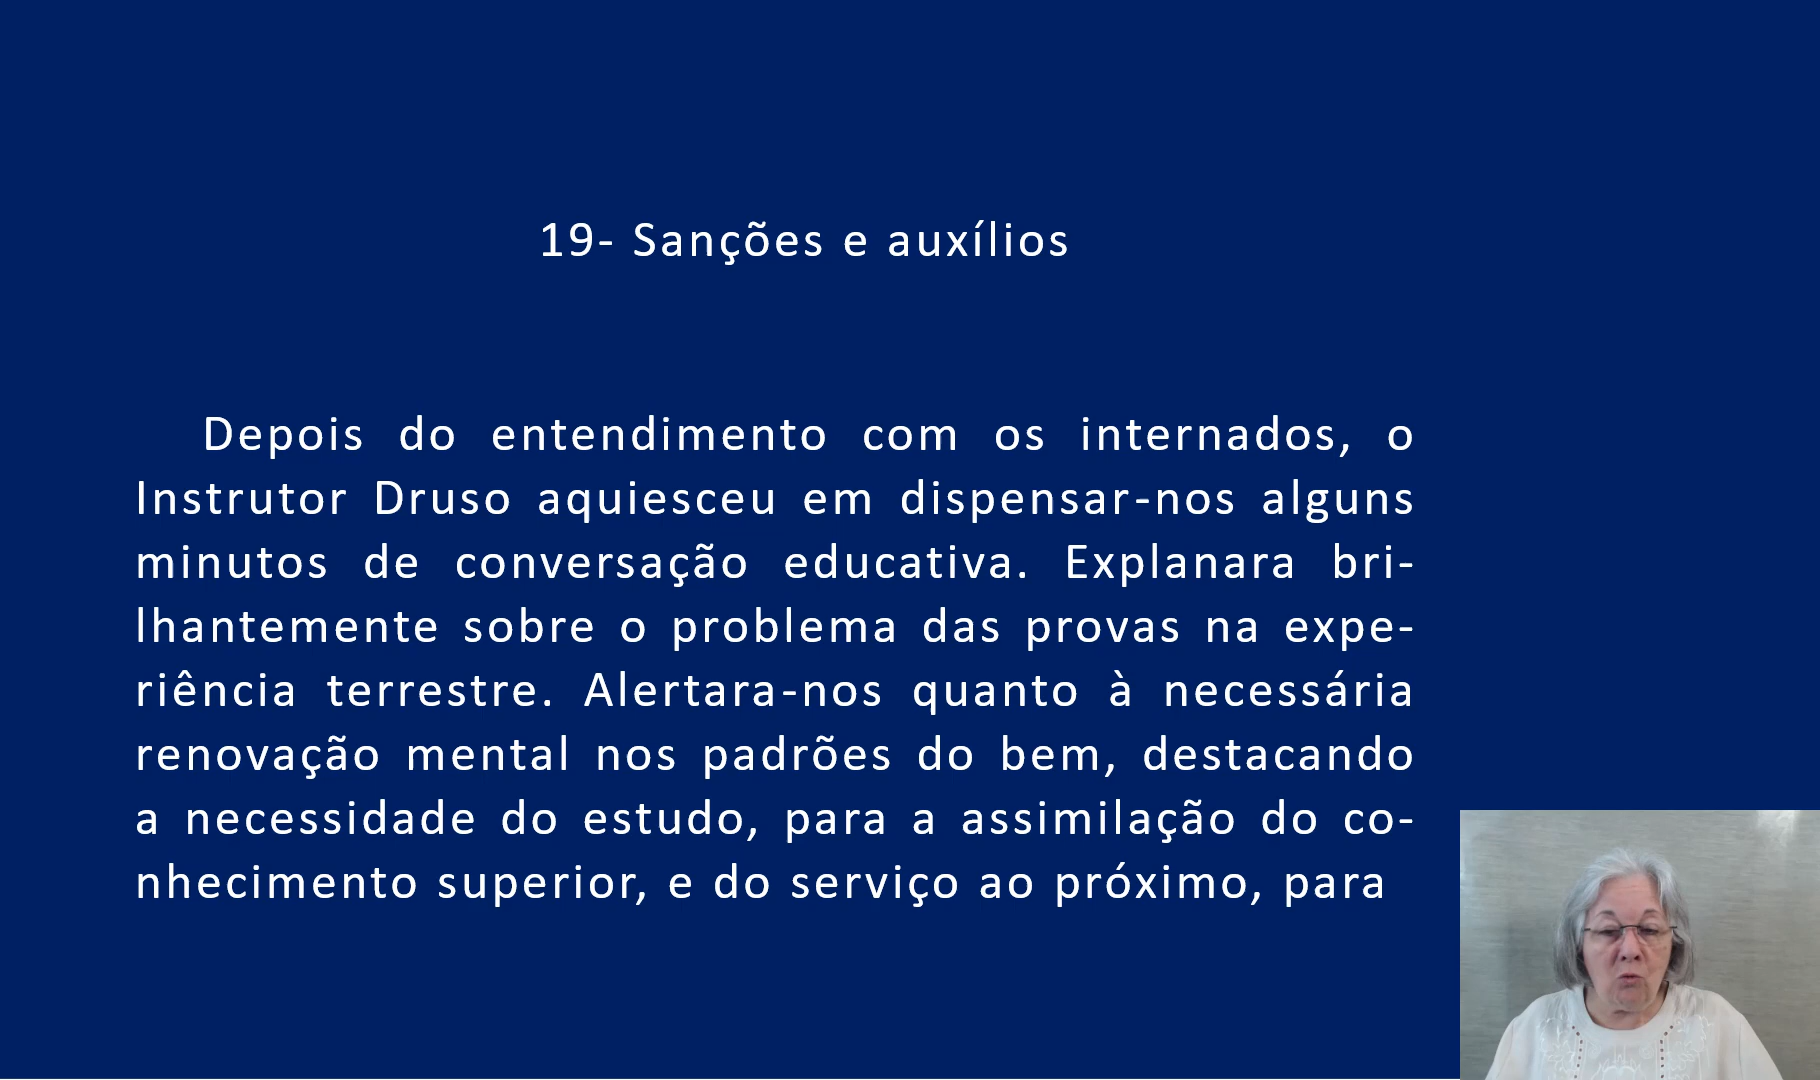 19- Sanções e auxílios
Depois do entendimento com os internados, o
Instrutor Druso aquiesceu em dispensar-nos alguns
minutos de conversação educativa. Explanara bri-
lhantemente sobre o problema das provas na expe-
riência terrestre. Alertara-nos quanto à necessária
renovação mental nos padrões do bem, destacando
a necessidade do estudo, para a assimilação do co-
nhecimento superior, e do serviço ao próximo, para